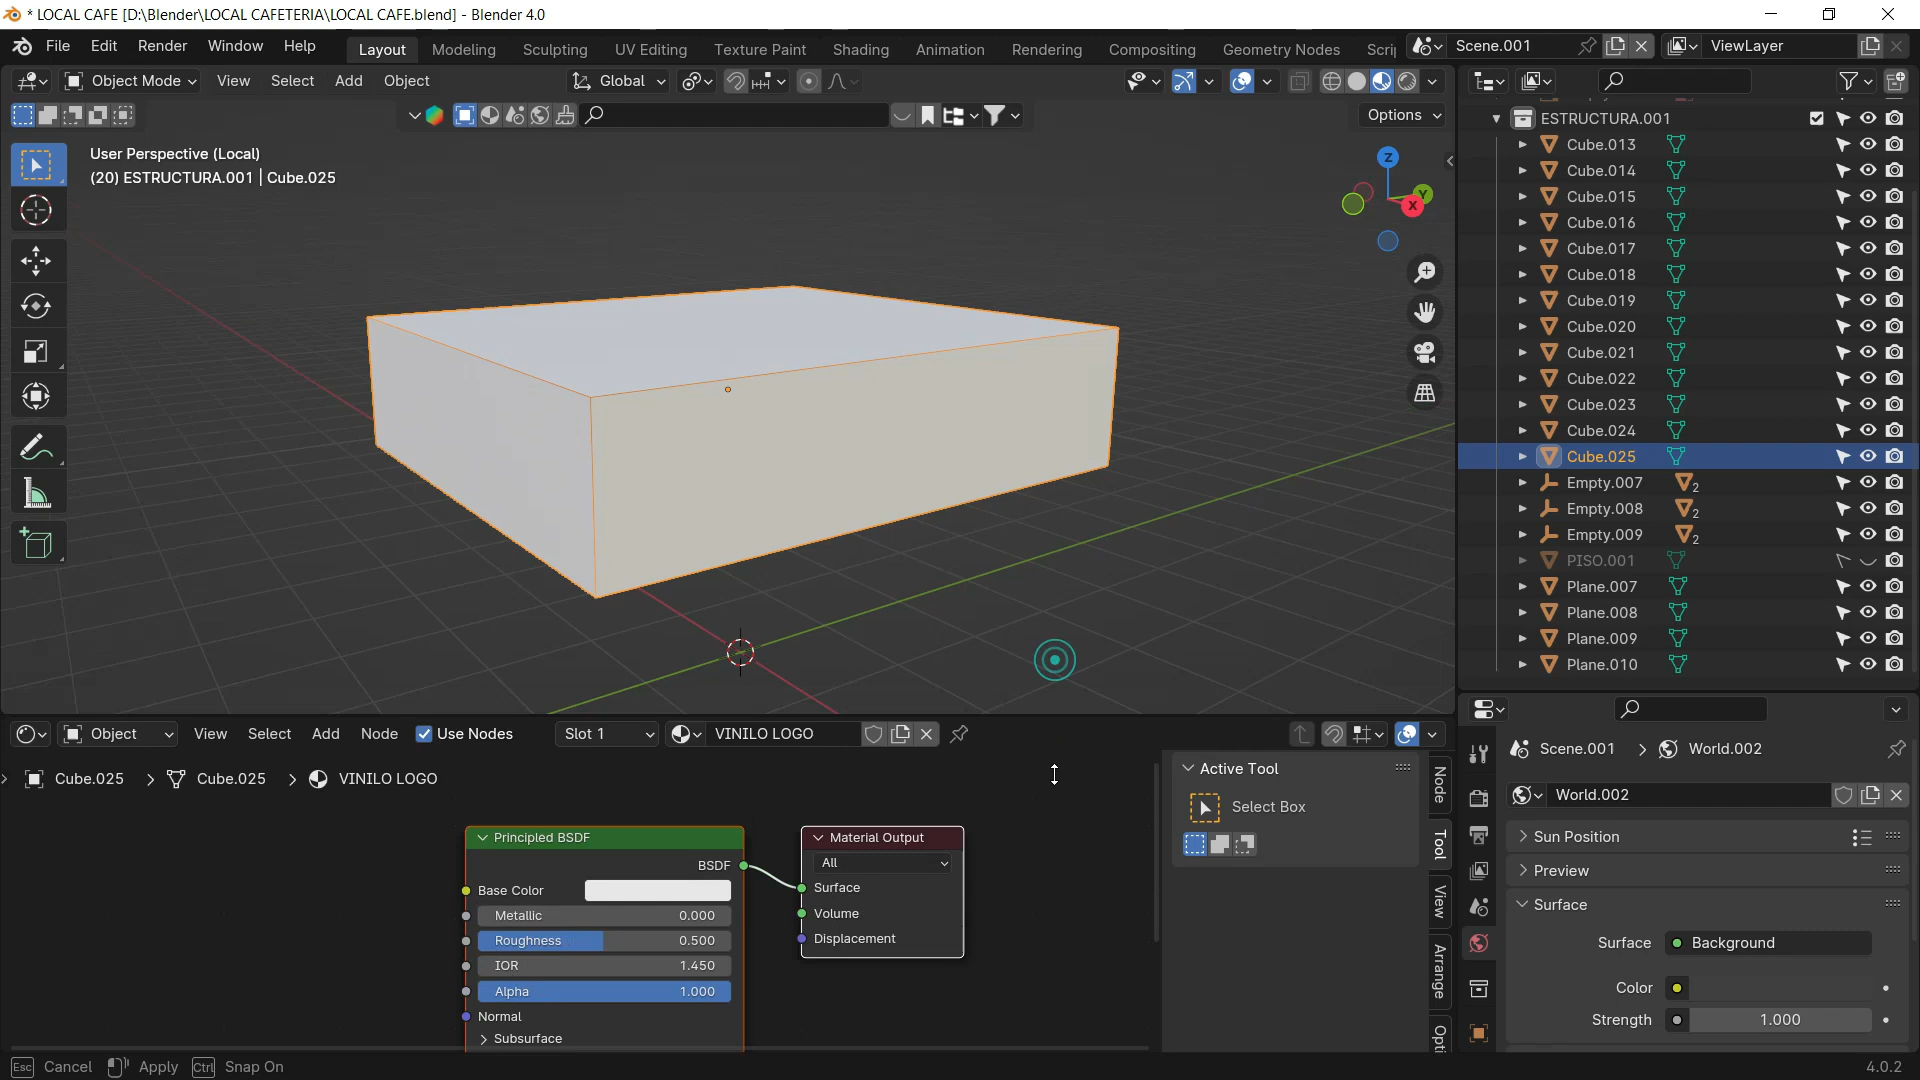 * LOCAL CAFE [D:\Blender\LOCAL CAFETERIA\LOCAL CAFE.blend] - Blender 4.0
File Edit Render Window Help Layout Modeling Sculpting UV Editing Texture Paint Shading Animation Rendering Compositing Geometry Nodes Scrip Scene.001 ViewLayer
Object Mode View Select Add Object Global
Options
User Perspective (Local)
(20) ESTRUCTURA.001 | Cube.025
Z
Y
X
ESTRUCTURA.001
Cube.013
Cube.014
Cube.015
Cube.016
Cube.017
Cube.018
Cube.019
Cube.020
Cube.021
Cube.022
Cube.023
Cube.024
Cube.025
Empty.007 2
Empty.008 2
Empty.009 2
PISO.001
Plane.007
Plane.008
Plane.009
Plane.010
Object View Select Add Node Use Nodes Slot 1 VINILO LOGO
Cube.025 > Cube.025 > VINILO LOGO
Principled BSDF
BSDF
Base Color
Metallic 0.000
Roughness 0.500
IOR 1.450
Alpha 1.000
Normal
Subsurface
Material Output
All
Surface
Volume
Displacement
Active Tool
Select Box
Node
Tool
View
Arrange
Opti
Scene.001 > World.002
World.002
Sun Position
Preview
Surface
Surface Background
Color
Strength 1.000
Esc Cancel Apply Ctrl Snap On 4.0.2